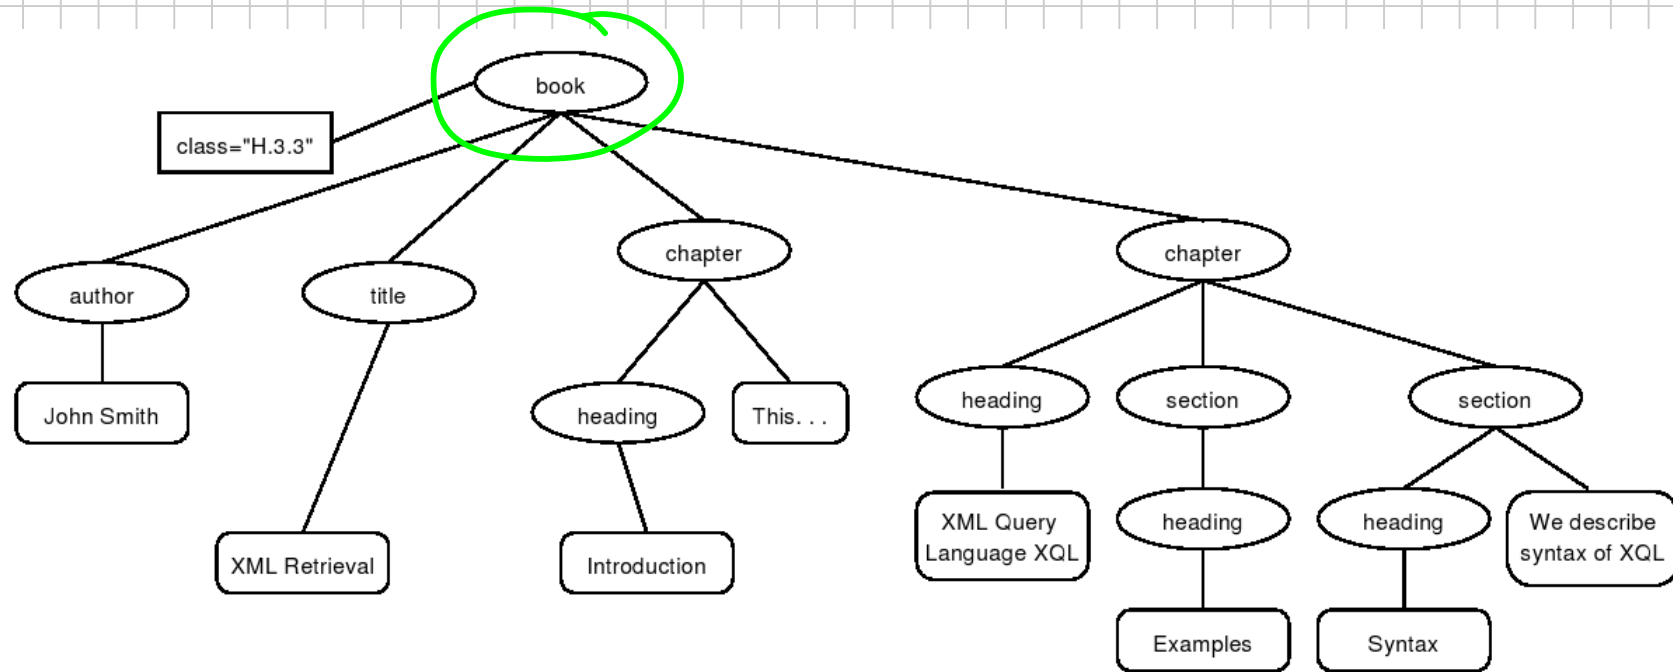 book
class="H.3.3"
chapter
chapter
author
title
heading
section
section
John Smith
heading
This. . .
XML Query
Language XQL
heading
heading
We describe
syntax of XQL
XML Retrieval
Introduction
Examples
Syntax